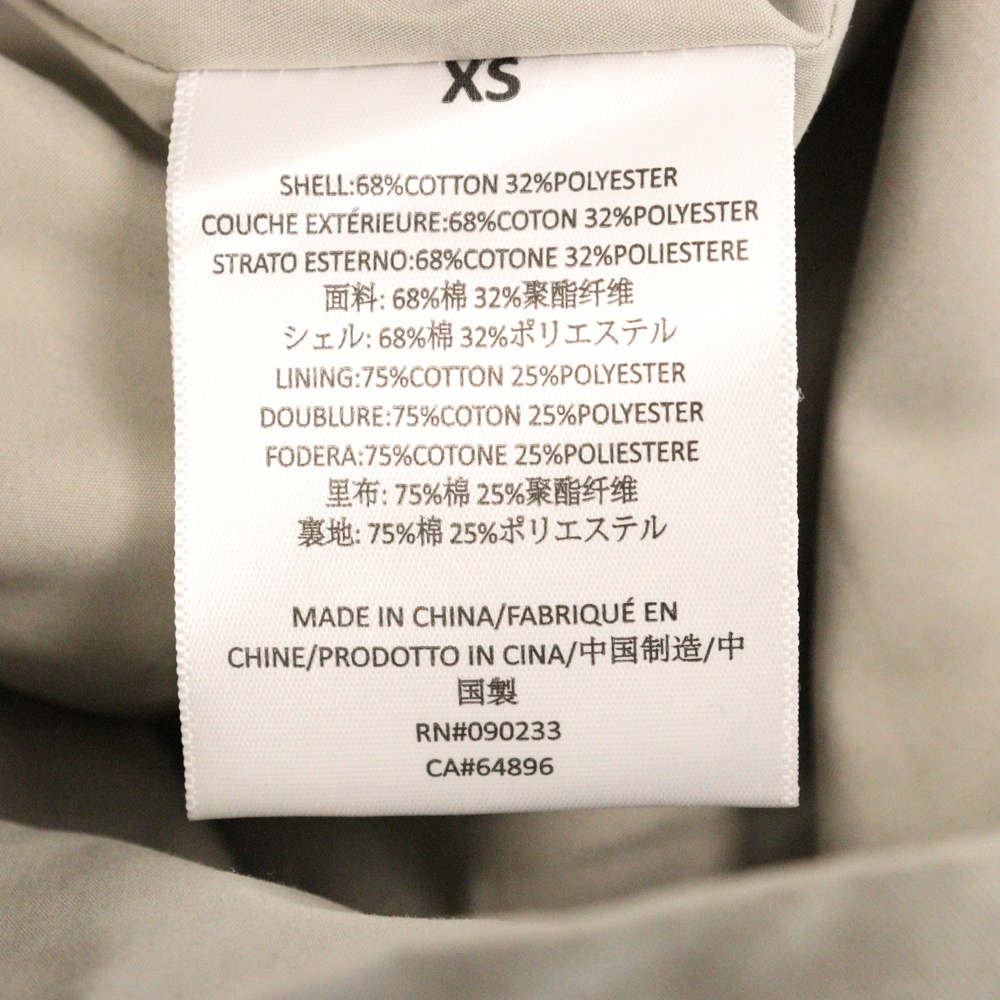 XS
SHELL:68%COTTON 32%POLYESTER
COUCHE EXTÉRIEURE:68%COTON 32%POLYESTER
STRATO ESTERNO:68%COTONE 32%POLIESTERE
面料: 68%棉 32%聚酯纤维
シェル: 68%棉 32%ポリエステル
LINING:75%COTTON 25%POLYESTER
DOUBLURE:75%COTON 25%POLYESTER
FODERA:75%COTONE 25%POLIESTERE
里布: 75%棉 25%聚酯纤维
裏地: 75%棉 25%ポリエステル
MADE IN CHINA/FABRIQUÉ EN
CHINE/PRODOTTO IN CINA/中国制造/中
国製
RN#090233
CA#64896